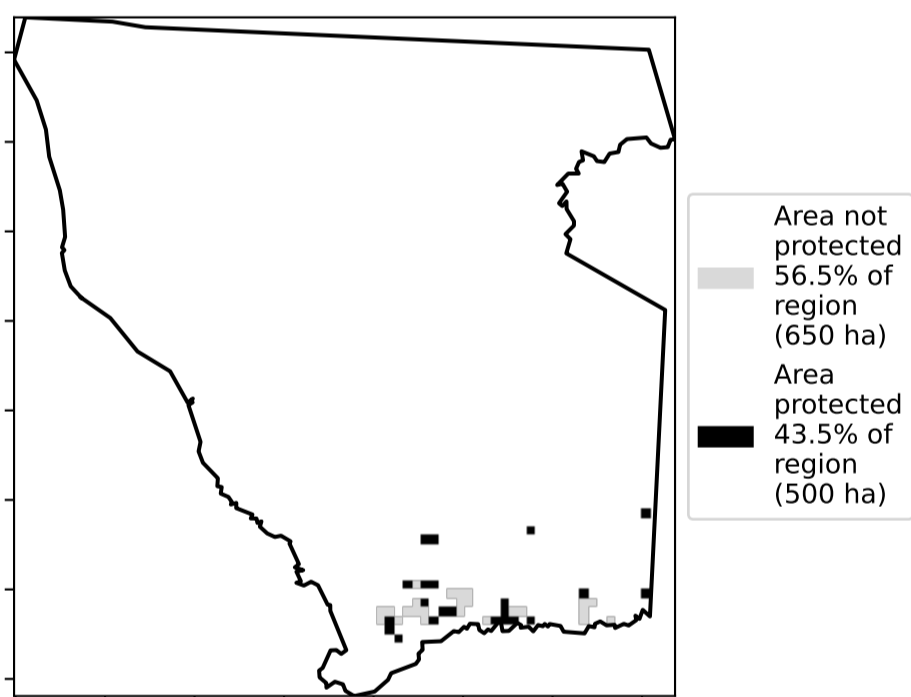 Area not
protected
56.5% of
region
(650 ha)
Area
protected
43.5% of
region
(500 ha)